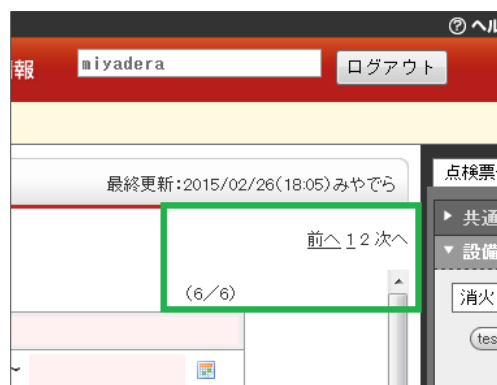 ヘル
報
miyadera
ログアウト
最終更新:2015/02/26(18:05)みやでら
点検票
前へ 1 2 次へ
共通
設備
(6/6)
消火
tes
~